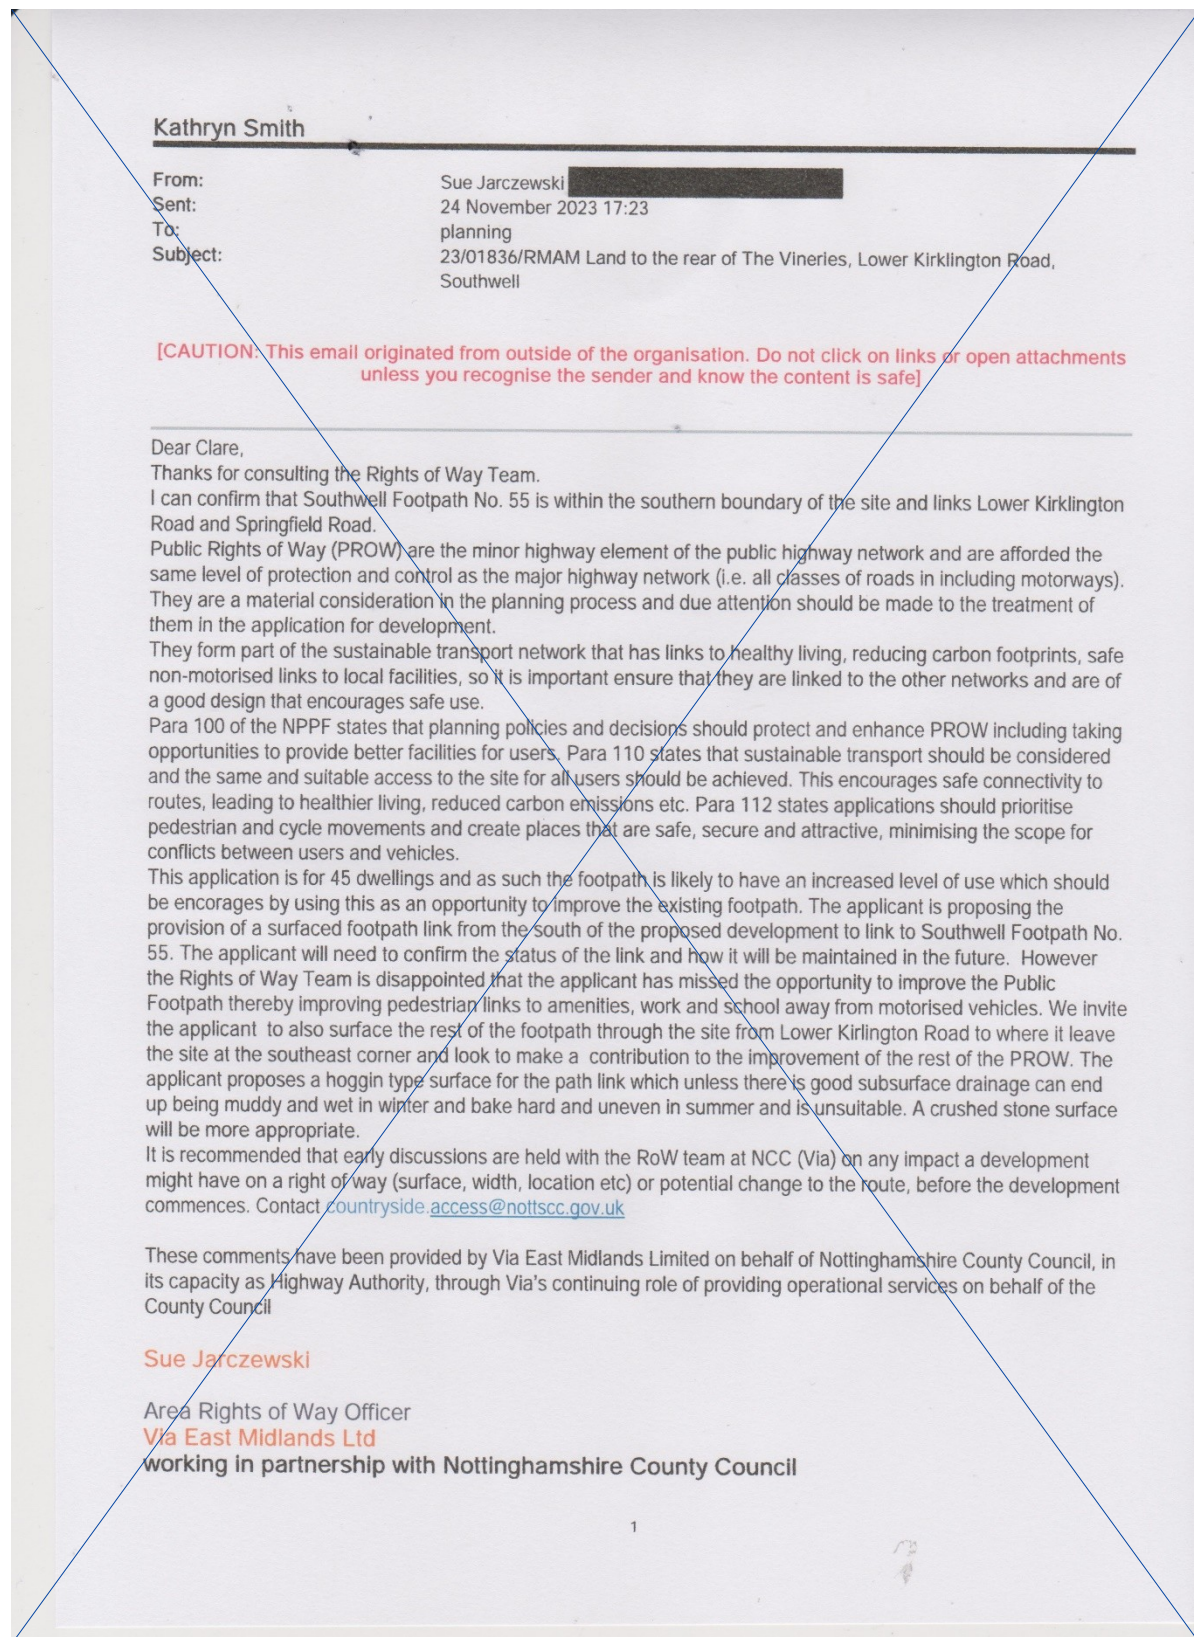 Kathryn Smith
From: Sue Jarczewski
Sent: 24 November 2023 17:23
To: planning
Subject: 23/01836/RMAM Land to the rear of The Vineries, Lower Kirklington Road,
Southwell
[CAUTION: This email originated from outside of the organisation. Do not click on links or open attachments
unless you recognise the sender and know the content is safe]
Dear Clare,
Thanks for consulting the Rights of Way Team.
I can confirm that Southwell Footpath No. 55 is within the southern boundary of the site and links Lower Kirklington
Road and Springfield Road.
Public Rights of Way (PROW) are the minor highway element of the public highway network and are afforded the
same level of protection and control as the major highway network (i.e. all classes of roads in including motorways).
They are a material consideration in the planning process and due attention should be made to the treatment of
them in the application for development.
They form part of the sustainable transport network that has links to healthy living, reducing carbon footprints, safe
non-motorised links to local facilities, so it is important ensure that they are linked to the other networks and are of
a good design that encourages safe use.
Para 100 of the NPPF states that planning policies and decisions should protect and enhance PROW including taking
opportunities to provide better facilities for users. Para 110 states that sustainable transport should be considered
and the same and suitable access to the site for all users should be achieved. This encourages safe connectivity to
routes, leading to healthier living, reduced carbon emissions etc. Para 112 states applications should prioritise
pedestrian and cycle movements and create places that are safe, secure and attractive, minimising the scope for
conflicts between users and vehicles.
This application is for 45 dwellings and as such the footpath is likely to have an increased level of use which should
be encorages by using this as an opportunity to improve the existing footpath. The applicant is proposing the
provision of a surfaced footpath link from the south of the proposed development to link to Southwell Footpath No.
55. The applicant will need to confirm the status of the link and how it will be maintained in the future.  However
the Rights of Way Team is disappointed that the applicant has missed the opportunity to improve the Public
Footpath thereby improving pedestrian links to amenities, work and school away from motorised vehicles. We invite
the applicant  to also surface the rest of the footpath through the site from Lower Kirlington Road to where it leave
the site at the southeast corner and look to make a  contribution to the improvement of the rest of the PROW. The
applicant proposes a hoggin type surface for the path link which unless there is good subsurface drainage can end
up being muddy and wet in winter and bake hard and uneven in summer and is unsuitable. A crushed stone surface
will be more appropriate.
It is recommended that early discussions are held with the RoW team at NCC (Via) on any impact a development
might have on a right of way (surface, width, location etc) or potential change to the route, before the development
commences. Contact countryside.access@nottscc.gov.uk
These comments have been provided by Via East Midlands Limited on behalf of Nottinghamshire County Council, in
its capacity as Highway Authority, through Via's continuing role of providing operational services on behalf of the
County Council
Sue Jarczewski
Area Rights of Way Officer
Via East Midlands Ltd
working in partnership with Nottinghamshire County Council
1